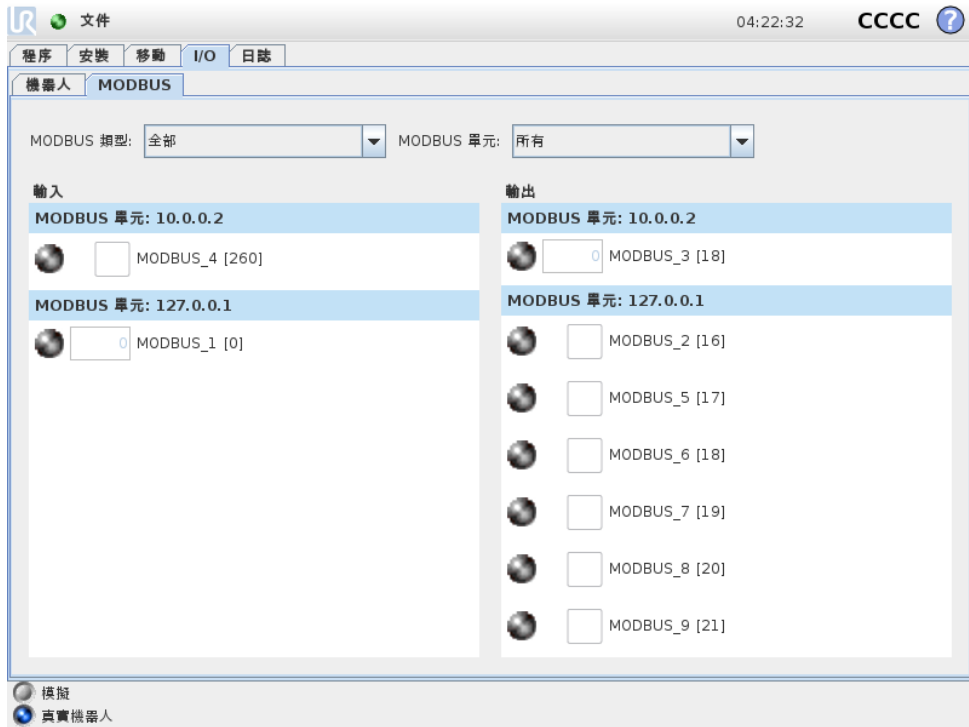 UR 文件 04:22:32 CCCC ?
程序 安裝 移動 I/O 日誌
機器人 MODBUS
MODBUS 類型: 全部 MODBUS 單元: 所有
輸入
MODBUS 單元: 10.0.0.2
MODBUS_4 [260]
MODBUS 單元: 127.0.0.1
0 MODBUS_1 [0]
輸出
MODBUS 單元: 10.0.0.2
0 MODBUS_3 [18]
MODBUS 單元: 127.0.0.1
MODBUS_2 [16]
MODBUS_5 [17]
MODBUS_6 [18]
MODBUS_7 [19]
MODBUS_8 [20]
MODBUS_9 [21]
模擬
真實機器人